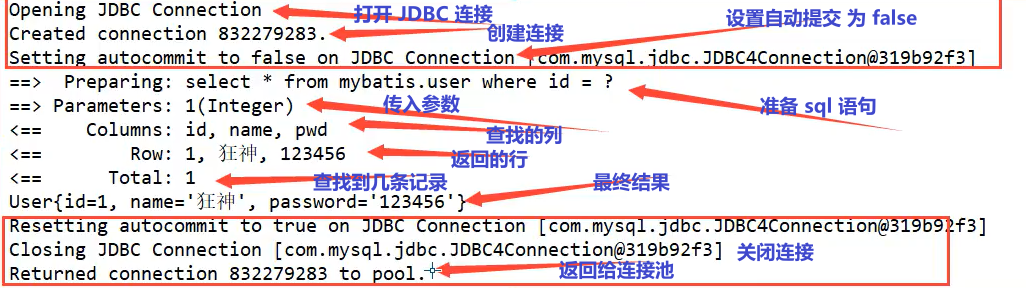 Opening JDBC Connection 打开 JDBC 连接 设置自动提交 为 false
Created connection 832279283. 创建连接
Setting autocommit to false on JDBC Connection [com.mysql.jdbc.JDBC4Connection@319b92f3]
==>  Preparing: select * from mybatis.user where id = ?
==> Parameters: 1(Integer) 传入参数 准备 sql 语句
<==    Columns: id, name, pwd 查找的列
<==        Row: 1, 狂神, 123456 返回的行
<==      Total: 1 查找到几条记录 最终结果
User{id=1, name='狂神', password='123456'}
Resetting autocommit to true on JDBC Connection [com.mysql.jdbc.JDBC4Connection@319b92f3]
Closing JDBC Connection [com.mysql.jdbc.JDBC4Connection@319b92f3] 关闭连接
Returned connection 832279283 to pool. 返回给连接池